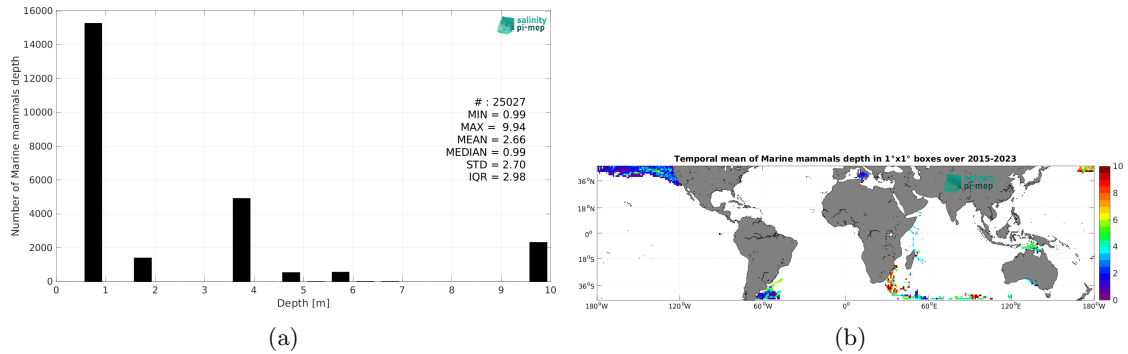 16000
14000
12000
10000
8000
6000
4000
2000
0
Number of Marine mammals depth
salinity
pi-mep
# : 25027
MIN = 0.99
MAX = 9.94
MEAN = 2.66
MEDIAN = 0.99
STD = 2.70
IQR = 2.98
0 1 2 3 4 5 6 7 8 9 10
Depth [m]
(a)
Temporal mean of Marine mammals depth in 1°x1° boxes over 2015-2023
salinity
pi-mep
36°N
18°N
0°
18°S
36°S
180°W 120°W 60°W 0° 60°E 120°E 180°E
10
8
6
4
2
0
(b)